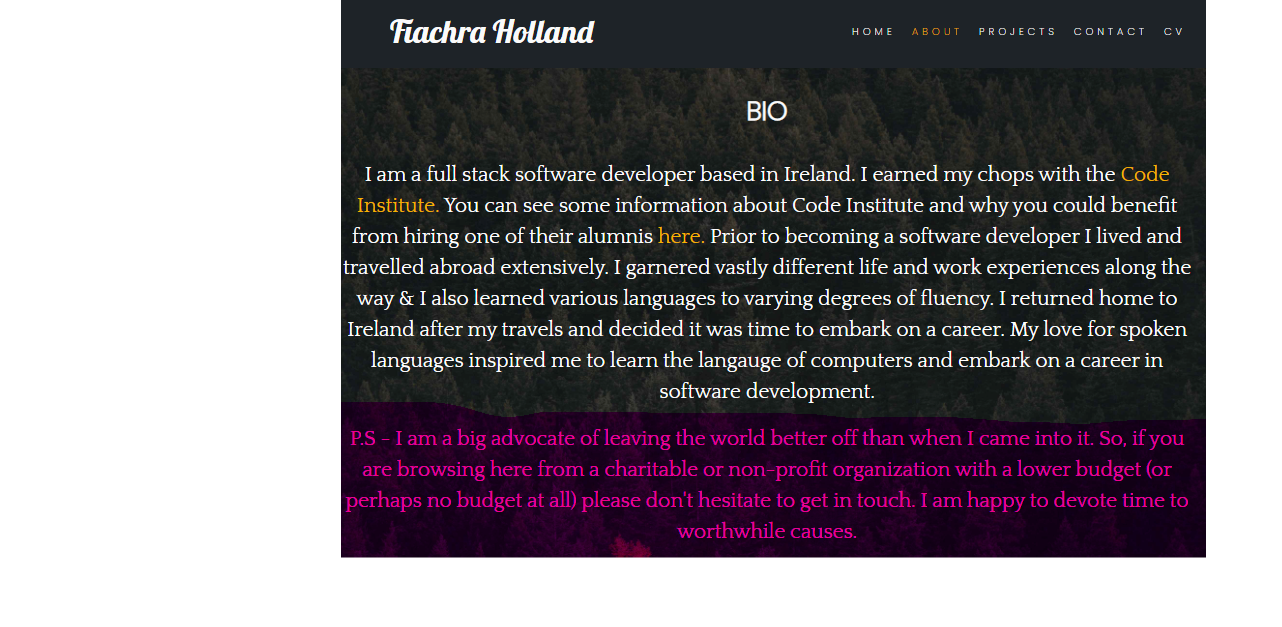 Fiachra Holland
HOME ABOUT PROJECTS CONTACT CV
BIO
I am a full stack software developer based in Ireland. I earned my chops with the Code
Institute. You can see some information about Code Institute and why you could benefit
from hiring one of their alumnis here. Prior to becoming a software developer I lived and
travelled abroad extensively. I garnered vastly different life and work experiences along the
way & I also learned various languages to varying degrees of fluency. I returned home to
Ireland after my travels and decided it was time to embark on a career. My love for spoken
languages inspired me to learn the langauge of computers and embark on a career in
software development.
P.S - I am a big advocate of leaving the world better off than when I came into it. So, if you
are browsing here from a charitable or non-profit organization with a lower budget (or
perhaps no budget at all) please don't hesitate to get in touch. I am happy to devote time to
worthwhile causes.